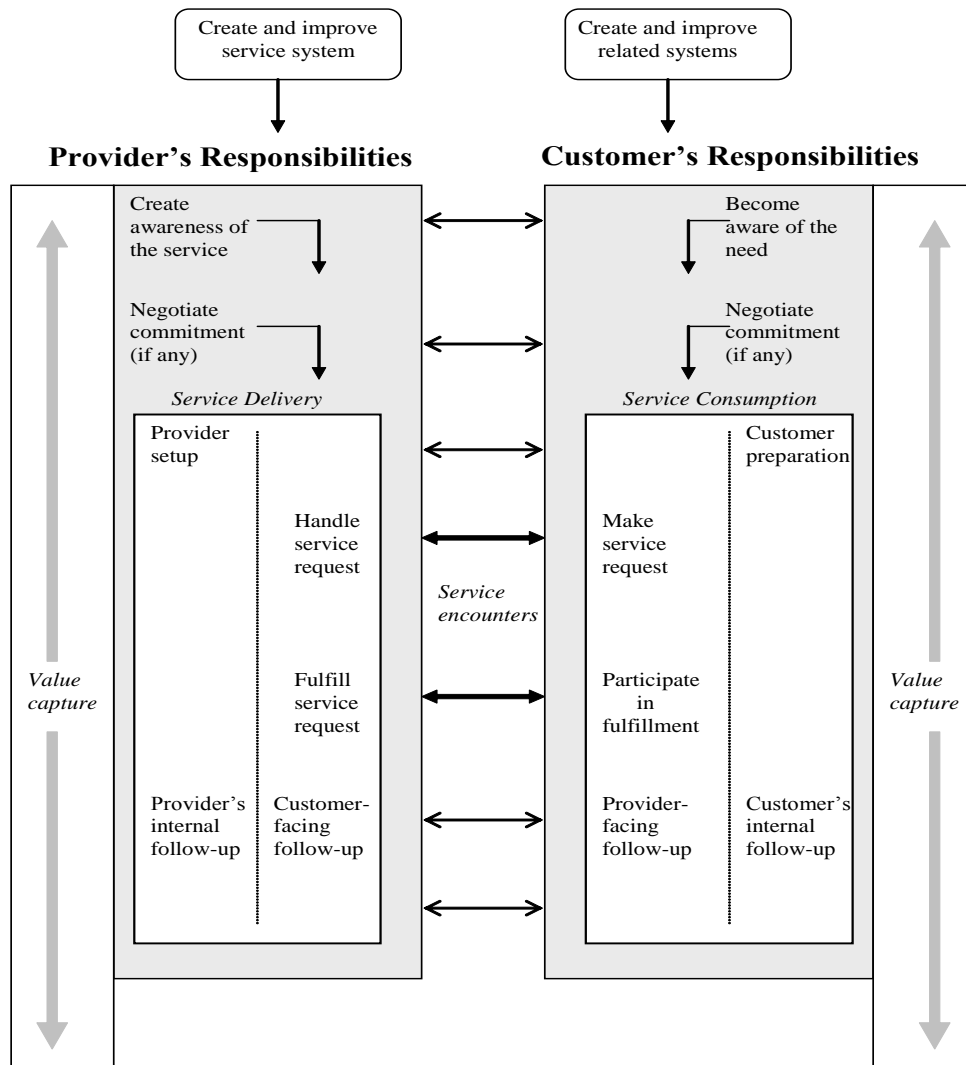 Create and improve
service system
Create and improve
related systems
Provider’s Responsibilities
Customer’s Responsibilities
Create
awareness of
the service
Become
aware of the
need
Negotiate
commitment
(if any)
Negotiate
commitment
(if any)
Service Delivery
Service Consumption
Provider
setup
Customer
preparation
Handle
service
request
Make
service
request
Service
encounters
Value
capture
Fulfill
service
request
Participate
in
fulfillment
Value
capture
Provider’s
internal
follow-up
Customer-
facing
follow-up
Provider-
facing
follow-up
Customer’s
internal
follow-up